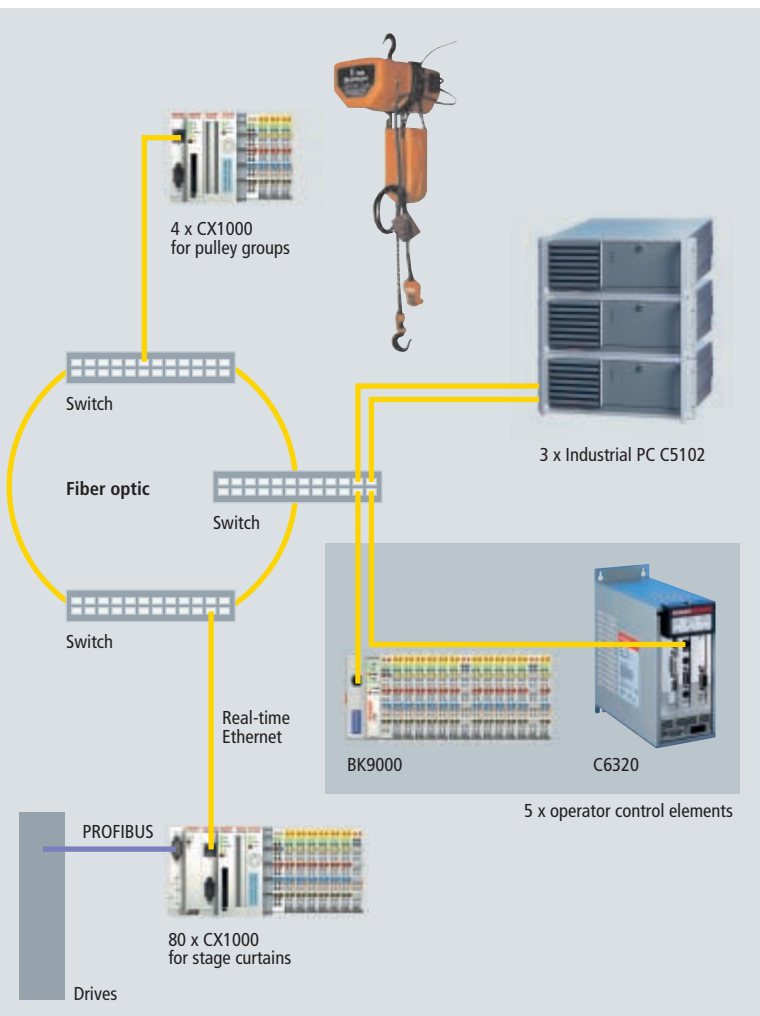 4 x CX1000
for pulley groups
Switch
3 x Industrial PC C5102
Fiber optic
Switch
Switch
Real-time
Ethernet
BK9000
C6320
5 x operator control elements
PROFIBUS
80 x CX1000
for stage curtains
Drives